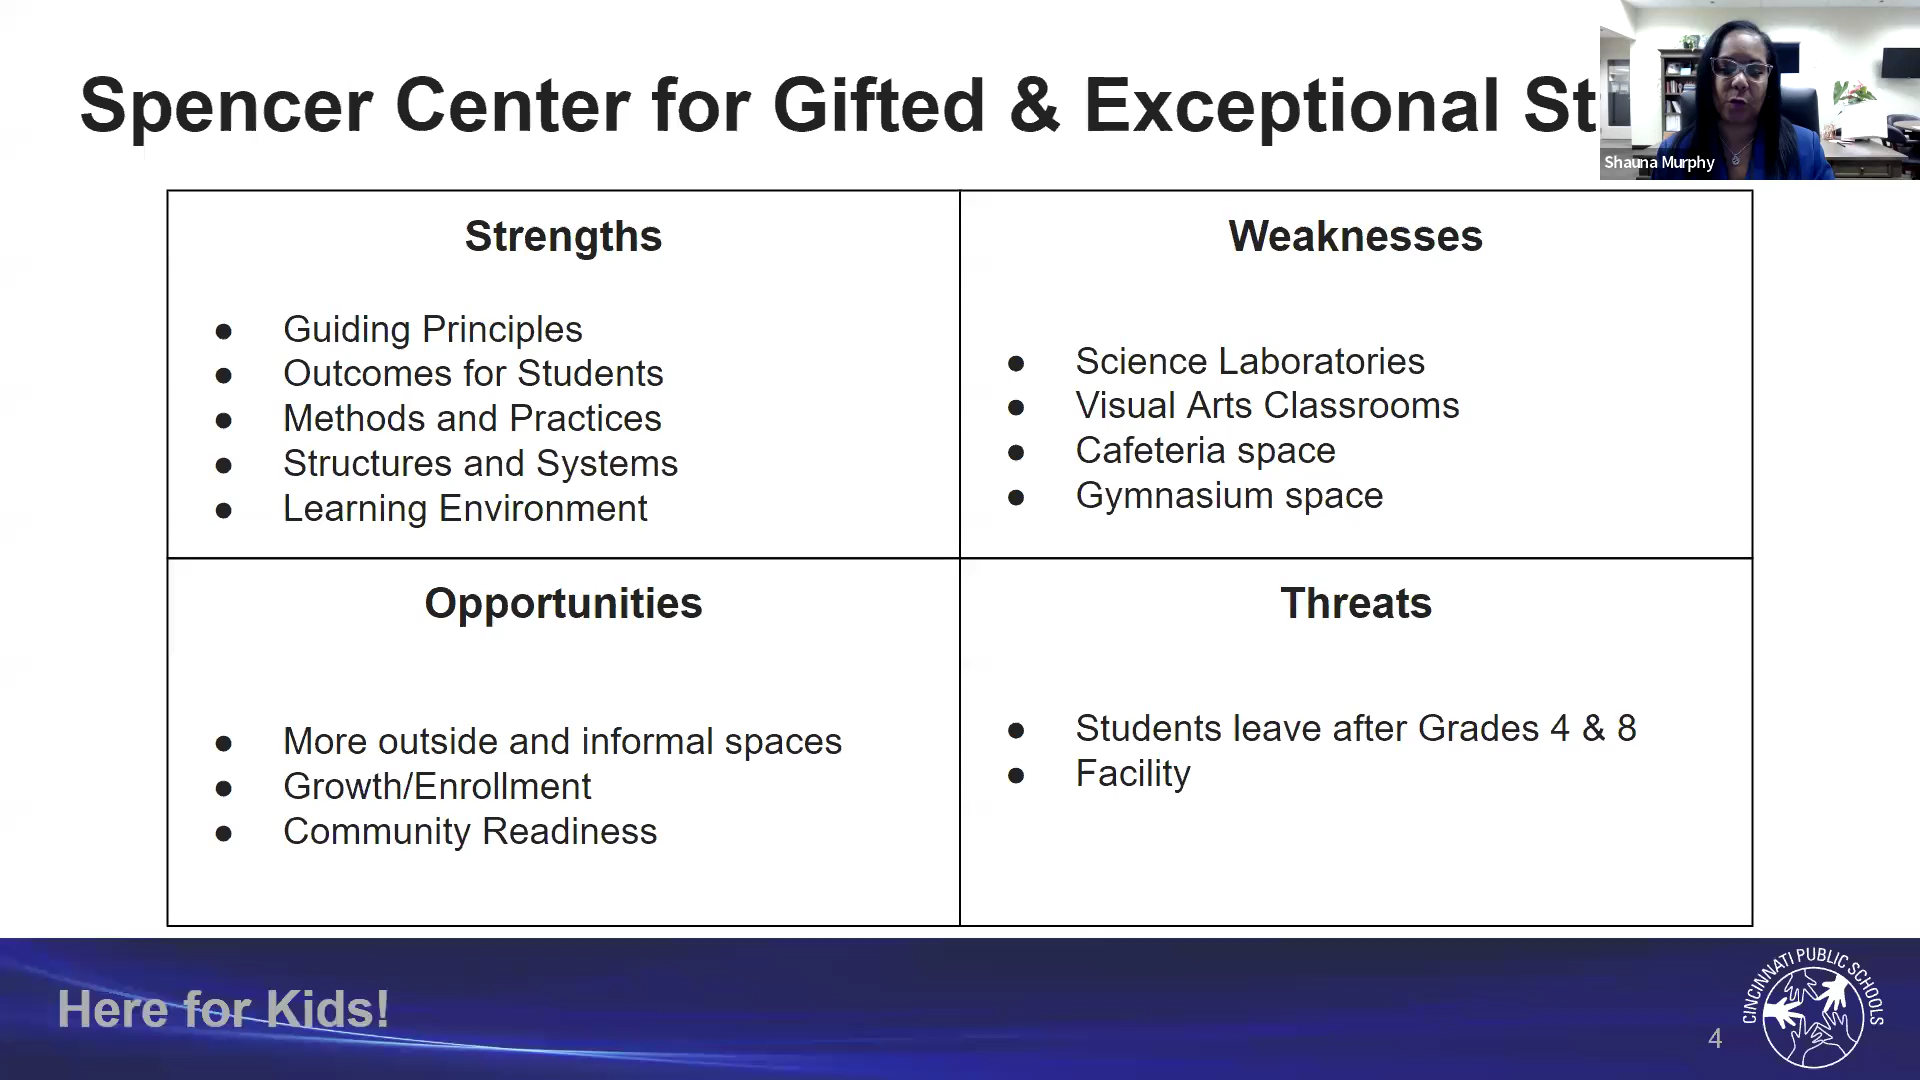 Spencer Center for Gifted & Exceptional St
Shauna Murphy
Strengths
● Guiding Principles
● Outcomes for Students
● Methods and Practices
● Structures and Systems
● Learning Environment
Weaknesses
● Science Laboratories
● Visual Arts Classrooms
● Cafeteria space
● Gymnasium space
Opportunities
● More outside and informal spaces
● Growth/Enrollment
● Community Readiness
Threats
● Students leave after Grades 4 & 8
● Facility
Here for Kids!
4
CINCINNATI PUBLIC SCHOOLS